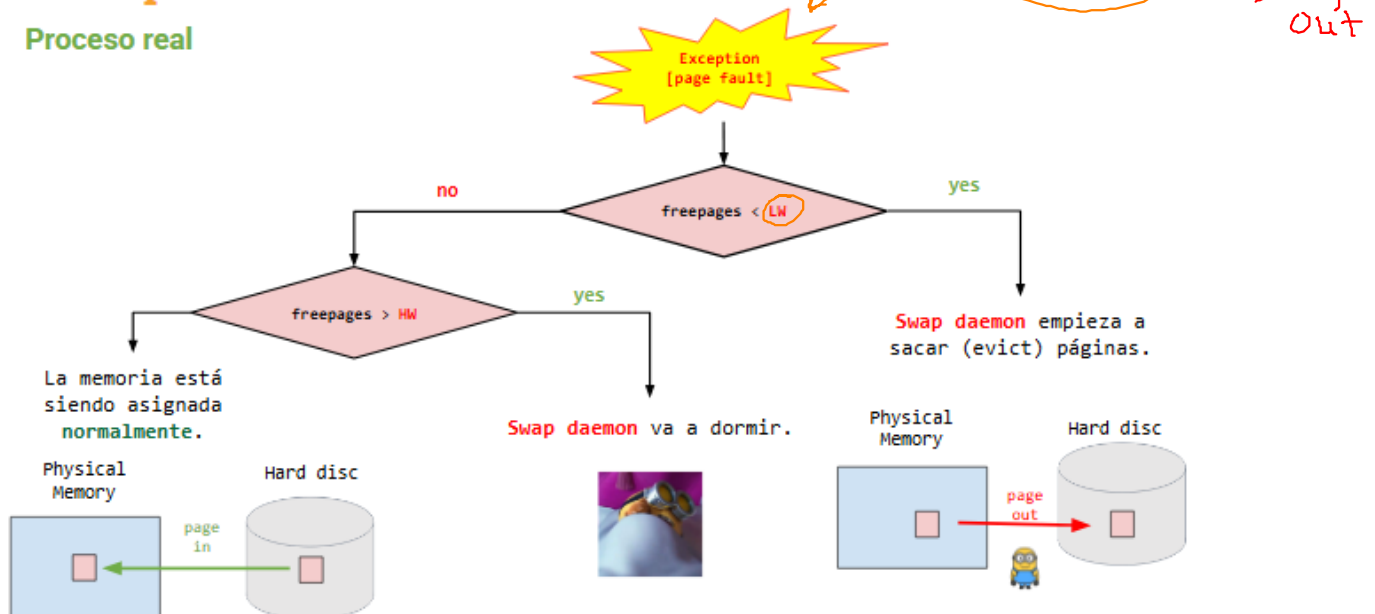 Proceso real
Out
Exception
[page fault]
no
yes
freepages < LW
yes
freepages > HW
Swap daemon empieza a
sacar (evict) páginas.
La memoria está
siendo asignada
normalmente.
Swap daemon va a dormir.
Physical
Memory
Hard disc
page
out
Physical
Memory
Hard disc
page
in